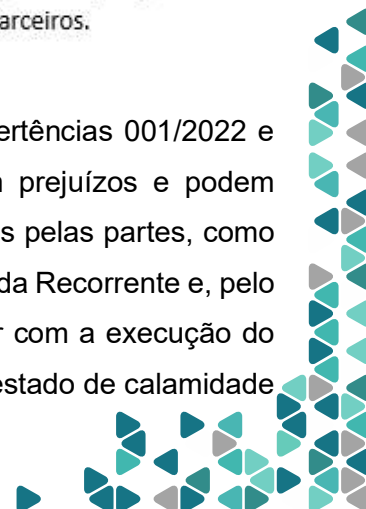 arceiros.
ertências 001/2022 e
prejuízos e podem
s pelas partes, como
da Recorrente e, pelo
r com a execução do
estado de calamidade